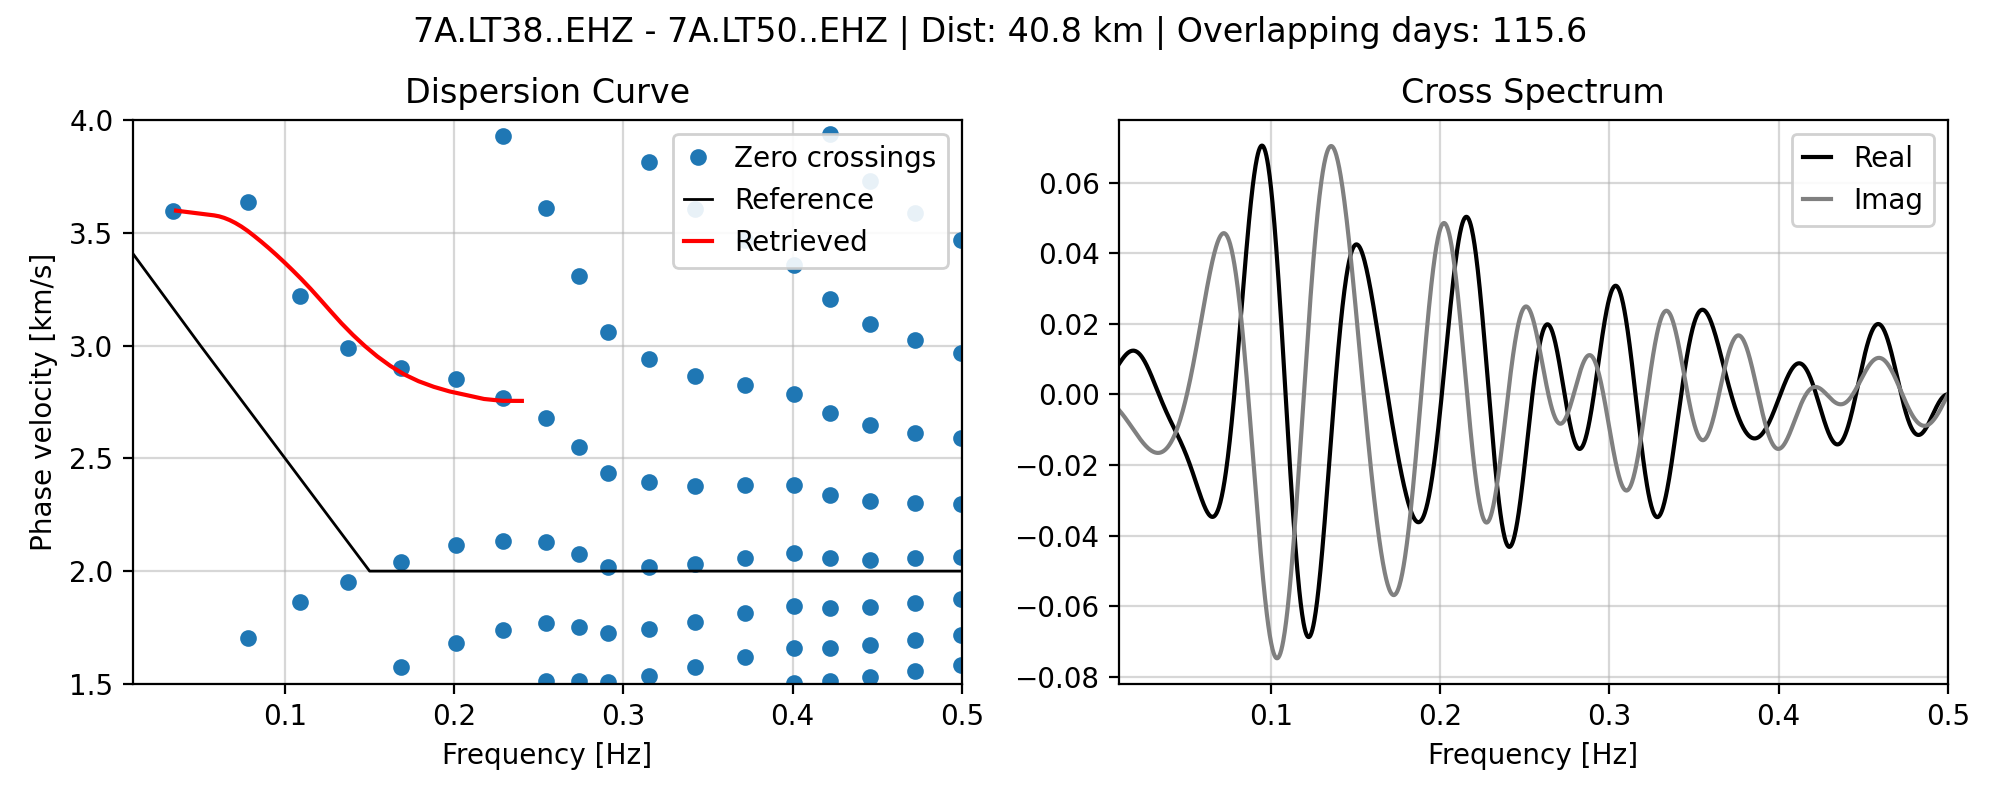 7A.LT38..EHZ - 7A.LT50..EHZ | Dist: 40.8 km | Overlapping days: 115.6
Dispersion Curve
4.0
3.5
3.0
2.5
2.0
1.5
Phase velocity [km/s]
0.1
0.2
0.3
0.4
0.5
Frequency [Hz]
Zero crossings
Reference
Retrieved
Cross Spectrum
0.06
0.04
0.02
0.00
−0.02
−0.04
−0.06
−0.08
0.1
0.2
0.3
0.4
0.5
Frequency [Hz]
Real
Imag